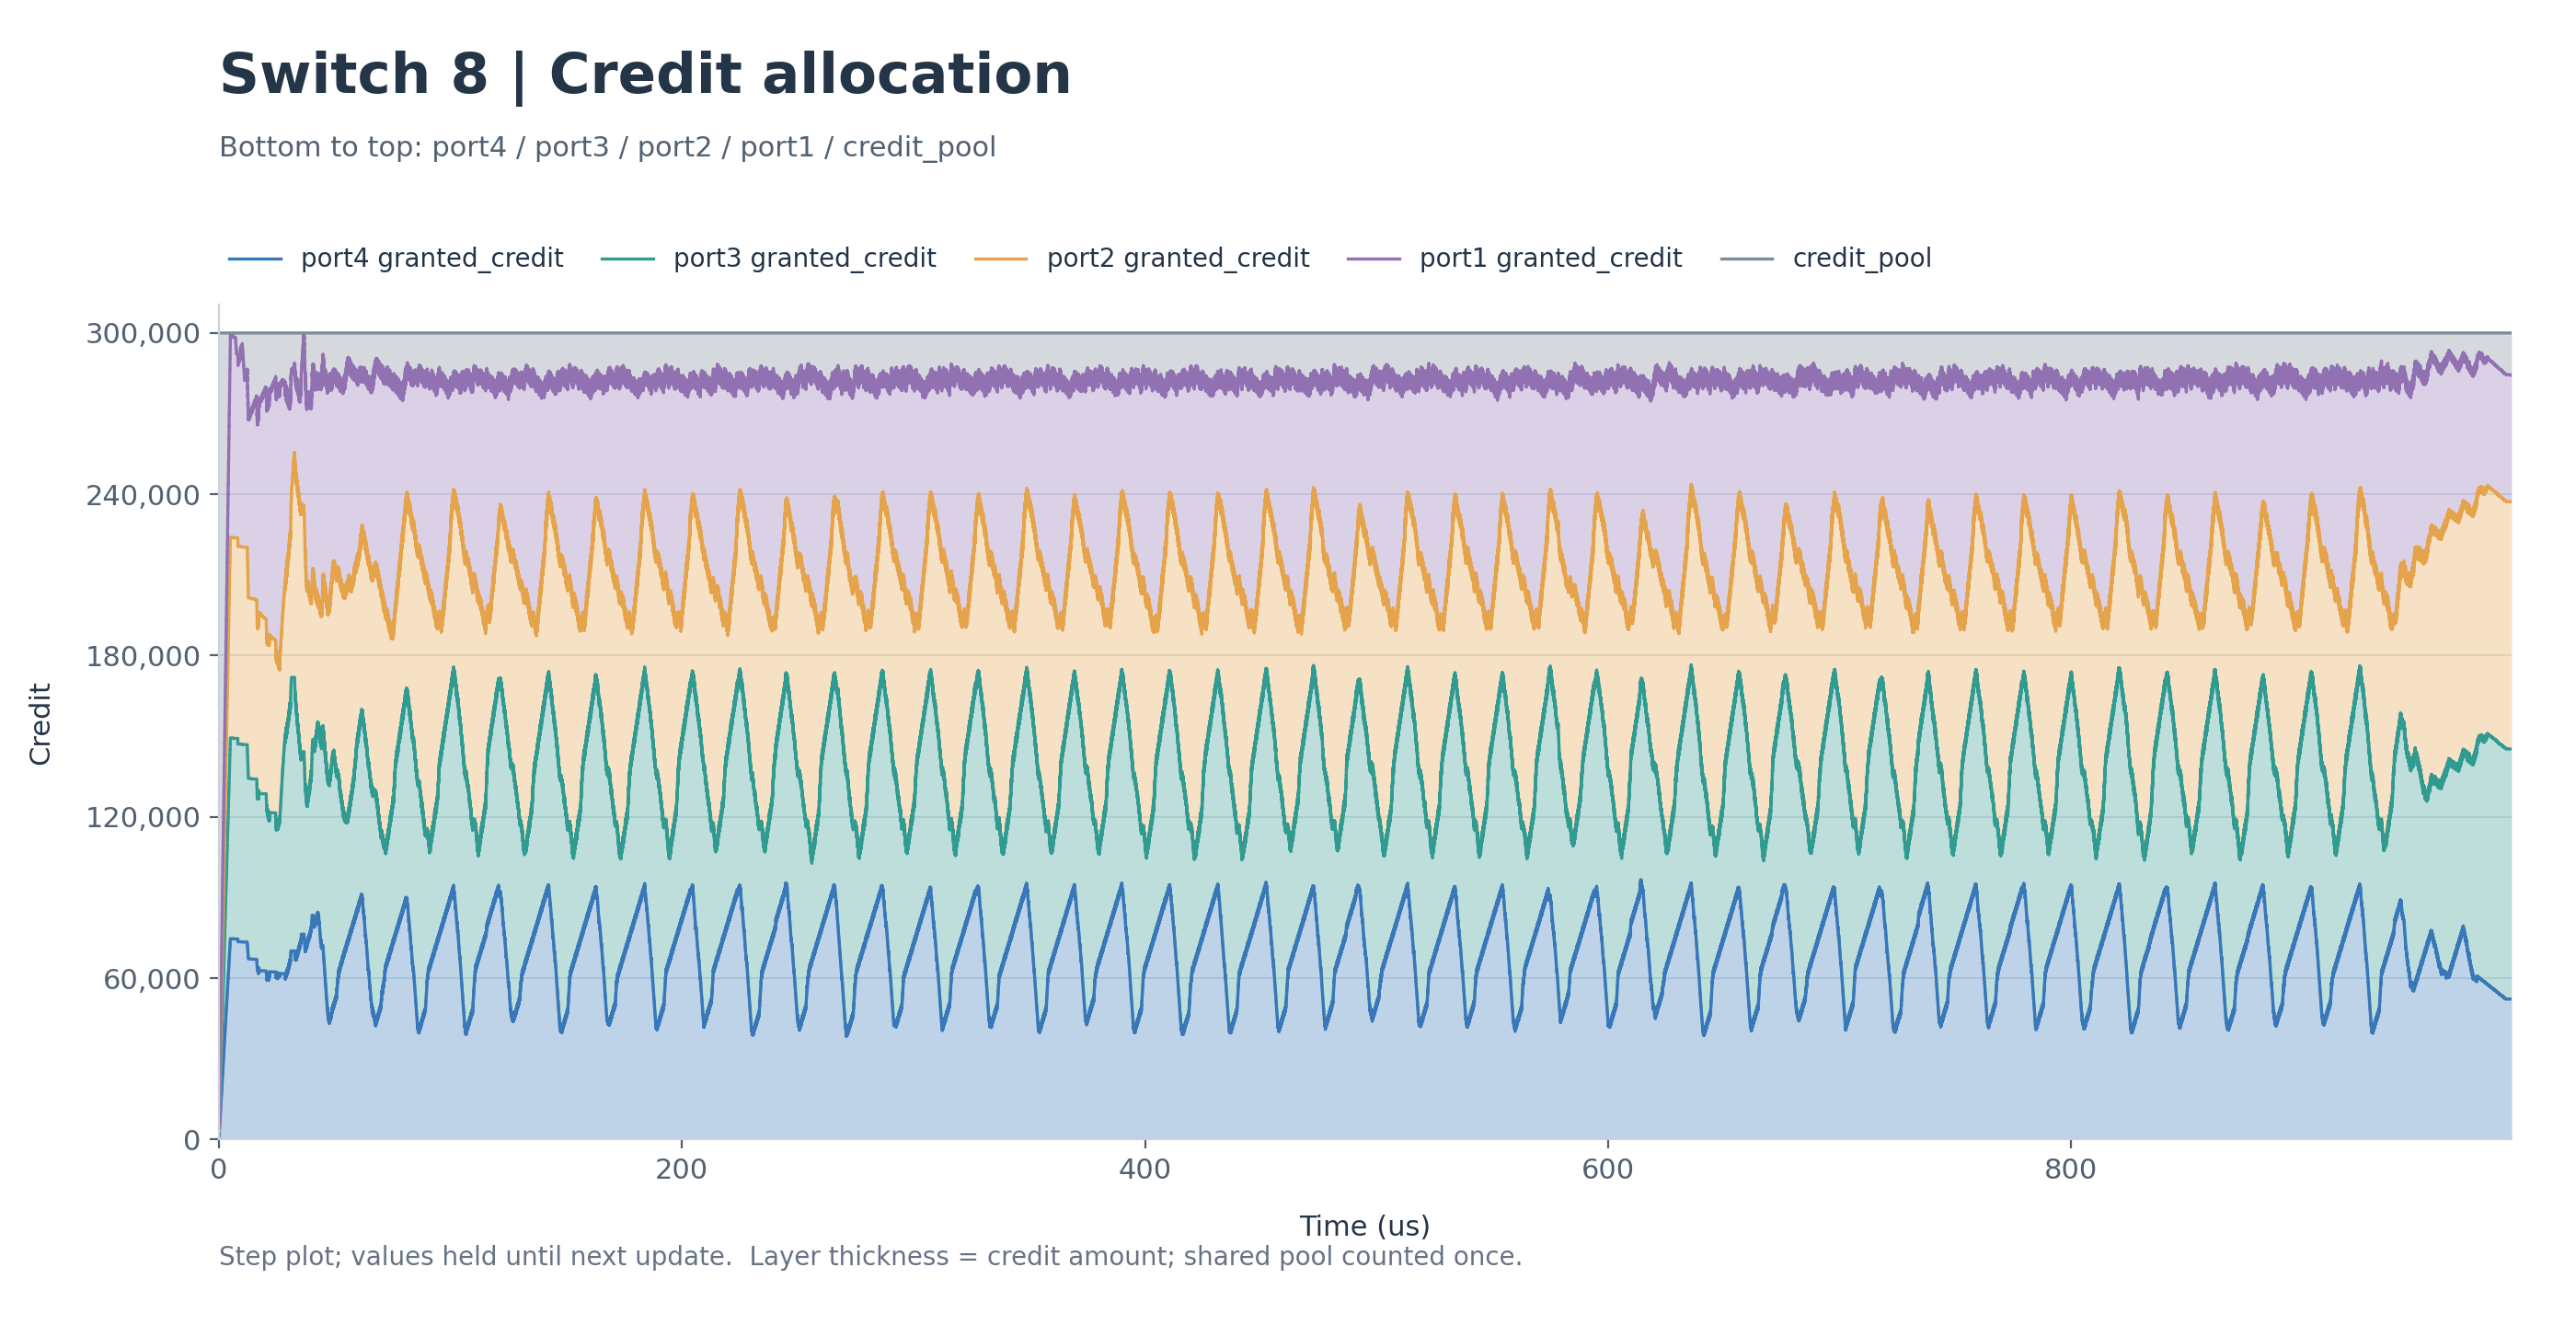 Switch 8 | Credit allocation
Bottom to top: port4 / port3 / port2 / port1 / credit_pool
port4 granted_credit port3 granted_credit port2 granted_credit port1 granted_credit credit_pool
300,000
240,000
180,000
120,000
60,000
0
Credit
0 200 400 600 800
Time (us)
Step plot; values held until next update.  Layer thickness = credit amount; shared pool counted once.